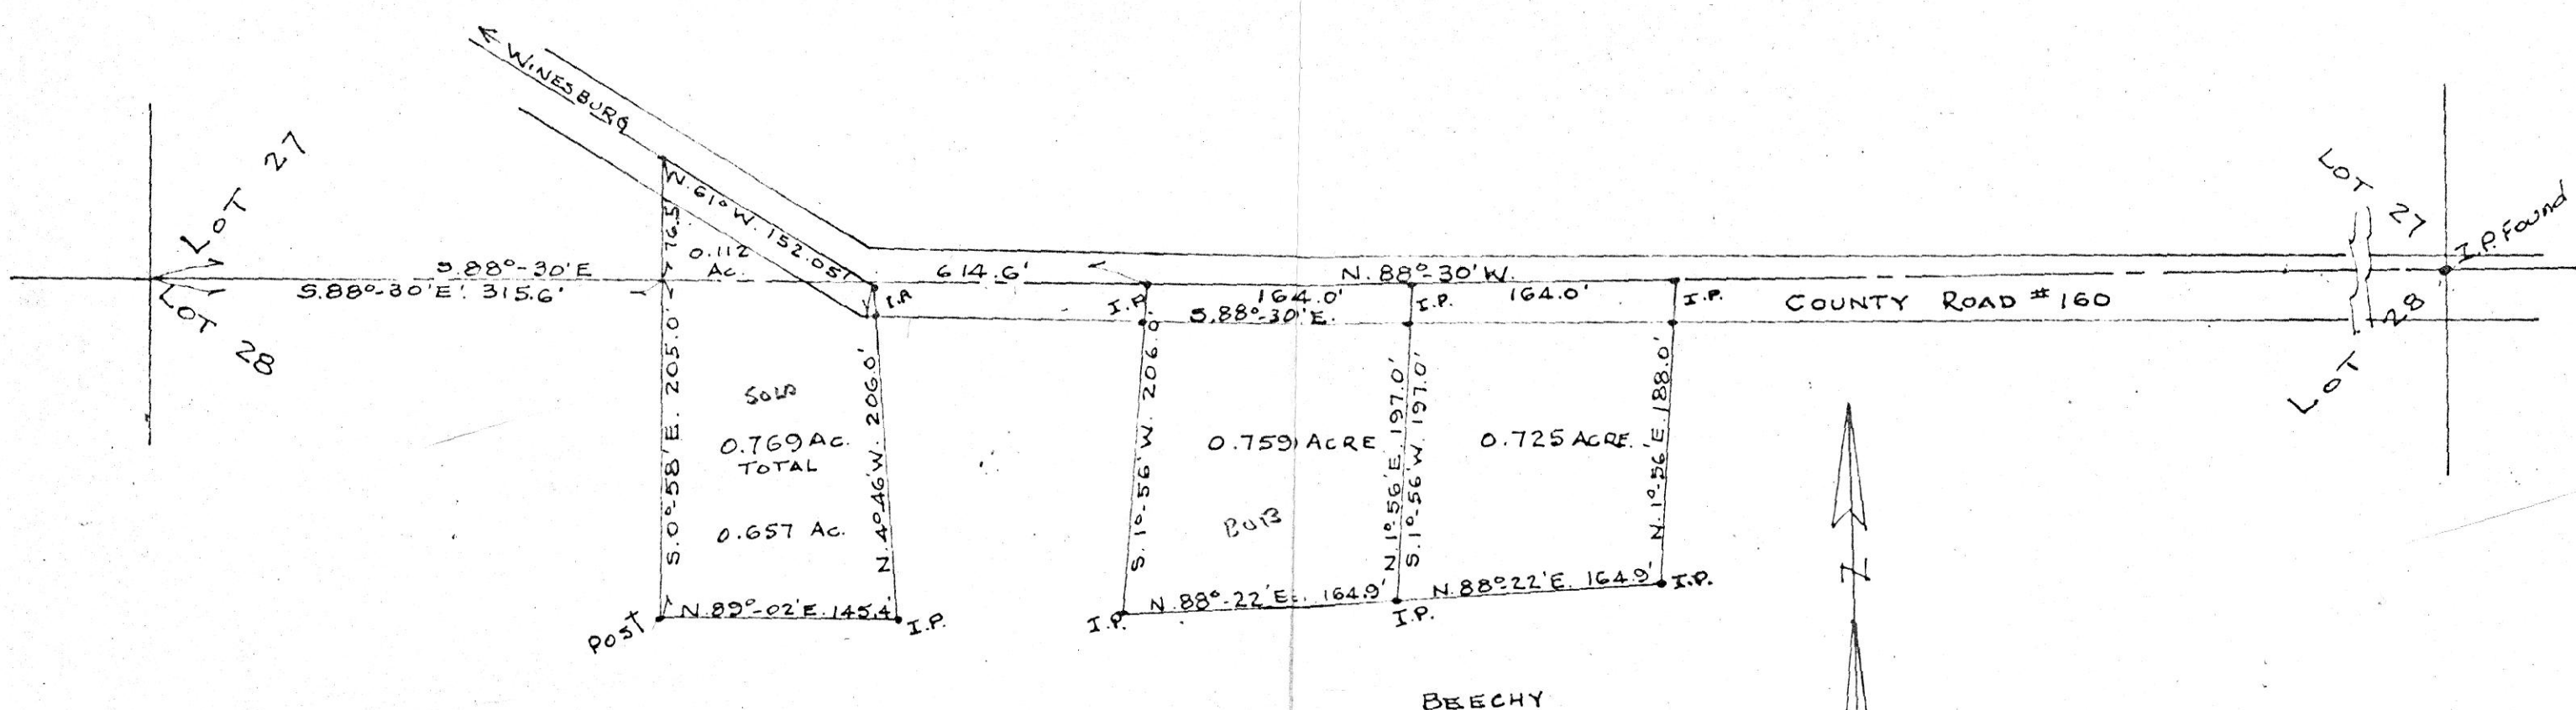 WINESBURG
LOT 27
LOT 28
S.88°-30'E
S.88°-30'E. 315.6'
N.61°W. 152.05'
76.5'
0.112
Ac.
I.P.
614.6'
I.P.
N.88°-30'W.
164.0'
S.88°-30'E.
I.P.
164.0'
I.P.
COUNTY ROAD #160
LOT 27
LOT 28
I.P. Found
S.0°-58'E. 205.0'
SOLD
0.769 Ac.
TOTAL
0.657 Ac.
N.4°46'W. 206.0'
POST
N.89°-02'E. 145.4'
I.P.
S.1°-56'W. 206.0'
0.759 ACRE
N.1°-56'E. 197.0'
S.1°-56'W. 197.0'
0.725 ACRE.
N.1°-56'E. 188.0'
I.P.
N.88°-22'E. 164.9'
I.P.
N.88°22'E. 164.9'
I.P.
N
BEECHY